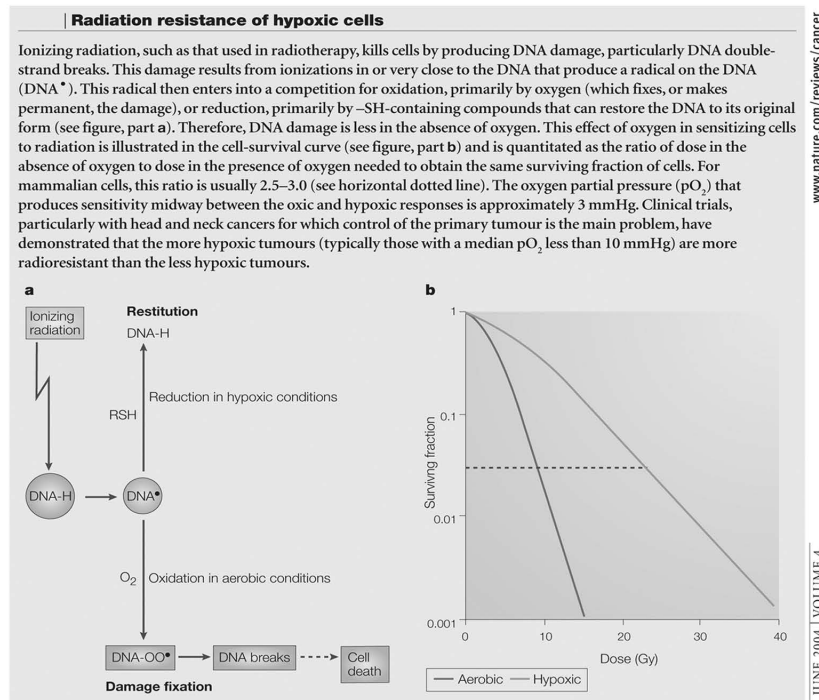 Radiation resistance of hypoxic cells
Ionizing radiation, such as that used in radiotherapy, kills cells by producing DNA damage, particularly DNA double-
strand breaks. This damage results from ionizations in or very close to the DNA that produce a radical on the DNA
(DNA•). This radical then enters into a competition for oxidation, primarily by oxygen (which fixes, or makes
permanent, the damage), or reduction, primarily by –SH-containing compounds that can restore the DNA to its original
form (see figure, part a). Therefore, DNA damage is less in the absence of oxygen. This effect of oxygen in sensitizing cells
to radiation is illustrated in the cell-survival curve (see figure, part b) and is quantitated as the ratio of dose in the
absence of oxygen to dose in the presence of oxygen needed to obtain the same surviving fraction of cells. For
mammalian cells, this ratio is usually 2.5–3.0 (see horizontal dotted line). The oxygen partial pressure (pO₂) that
produces sensitivity midway between the oxic and hypoxic responses is approximately 3 mmHg. Clinical trials,
particularly with head and neck cancers for which control of the primary tumour is the main problem, have
demonstrated that the more hypoxic tumours (typically those with a median pO₂ less than 10 mmHg) are more
radioresistant than the less hypoxic tumours.
a
Ionizing
radiation
Restitution
DNA-H
Reduction in hypoxic conditions
RSH
DNA-H
DNA•
O₂
Oxidation in aerobic conditions
DNA-OO•
DNA breaks
Cell
death
Damage fixation
b
1
0.1
0.01
0.001
Survivng fraction
0
10
20
30
40
Dose (Gy)
Aerobic
Hypoxic
www.nature.com/reviews/cancer
JUNE 2004 | VOLUME 4